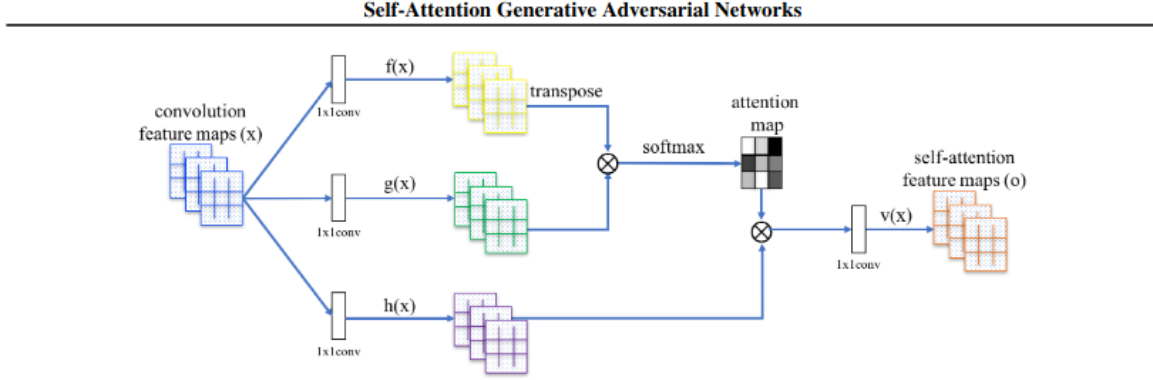 Self-Attention Generative Adversarial Networks
convolution
feature maps (x)
f(x)
1x1conv
transpose
g(x)
1x1conv
h(x)
1x1conv
softmax
attention
map
v(x)
1x1conv
self-attention
feature maps (o)